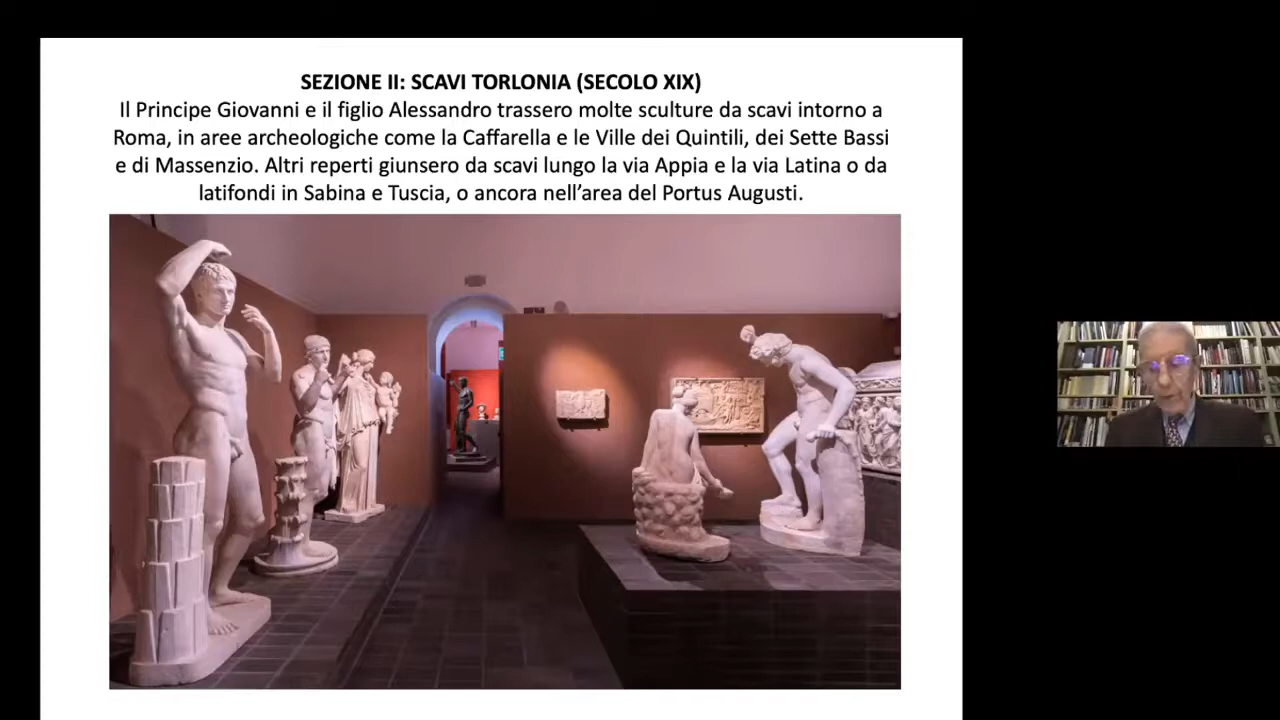 SEZIONE II: SCAVI TORLONIA (SECOLO XIX)
Il Principe Giovanni e il figlio Alessandro trassero molte sculture da scavi intorno a
Roma, in aree archeologiche come la Caffarella e le Ville dei Quintili, dei Sette Bassi
e di Massenzio. Altri reperti giunsero da scavi lungo la via Appia e la via Latina o da
latifondi in Sabina e Tuscia, o ancora nell’area del Portus Augusti.